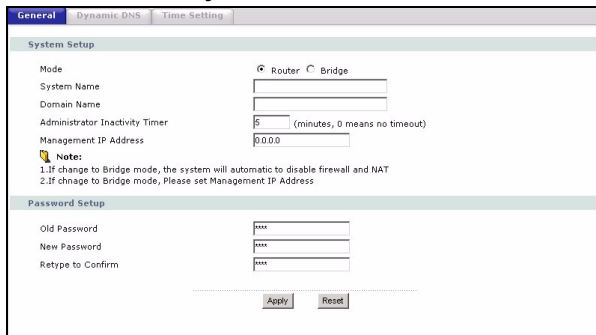 General Dynamic DNS Time Setting
System Setup
Mode Router Bridge
System Name
Domain Name
Administrator Inactivity Timer 5 (minutes, 0 means no timeout)
Management IP Address 0.0.0.0
Note:
1.If change to Bridge mode, the system will automatic to disable firewall and NAT
2.If chnage to Bridge mode, Please set Management IP Address
Password Setup
Old Password ****
New Password ****
Retype to Confirm ****
Apply Reset